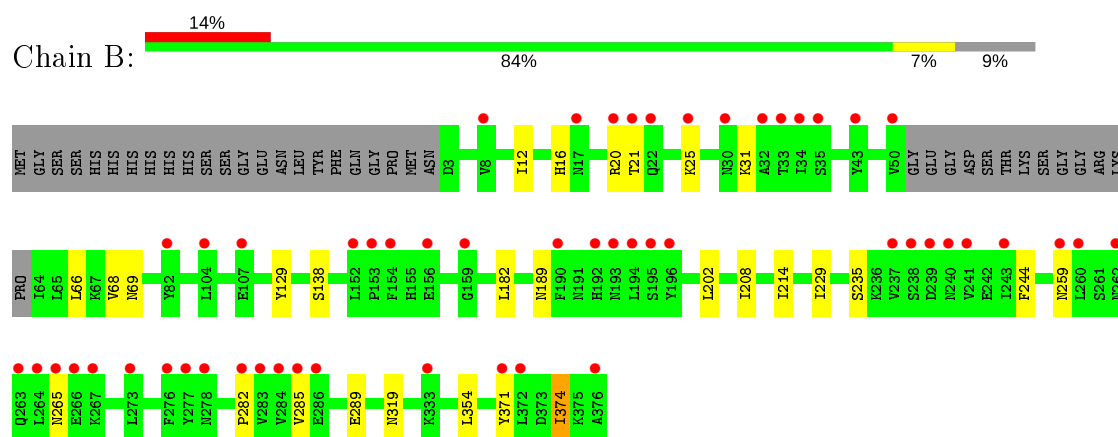 14%
Chain B:
84% 7% 9%
MET GLY SER SER HIS HIS HIS HIS HIS HIS SER SER GLY GLU ASN LEU TYR PHE GLN GLY PRO MET ASN D3 V8 I12 H16 N17 R20 T21 Q22 K25 N30 K31 A32 T33 I34 S35 Y43 V50 GLY GLU GLY ASP SER THR LYS SER GLY GLY ARG LYS
PRO I64 L65 L66 K67 V68 N69 Y82 L104 E107 Y129 S138 L152 P153 F154 H155 E156 G159 L182 N189 F190 N191 H192 N193 L194 S195 Y196 L202 I208 I214 I229 S235 K236 V237 S238 D239 N240 V241 E242 I243 F244 N259 L260 S261 N262
Q263 L264 N265 E266 K267 L273 F276 Y277 N278 P282 V283 V284 V285 E286 E289 N319 K333 L354 Y371 L372 D373 I374 K375 A376